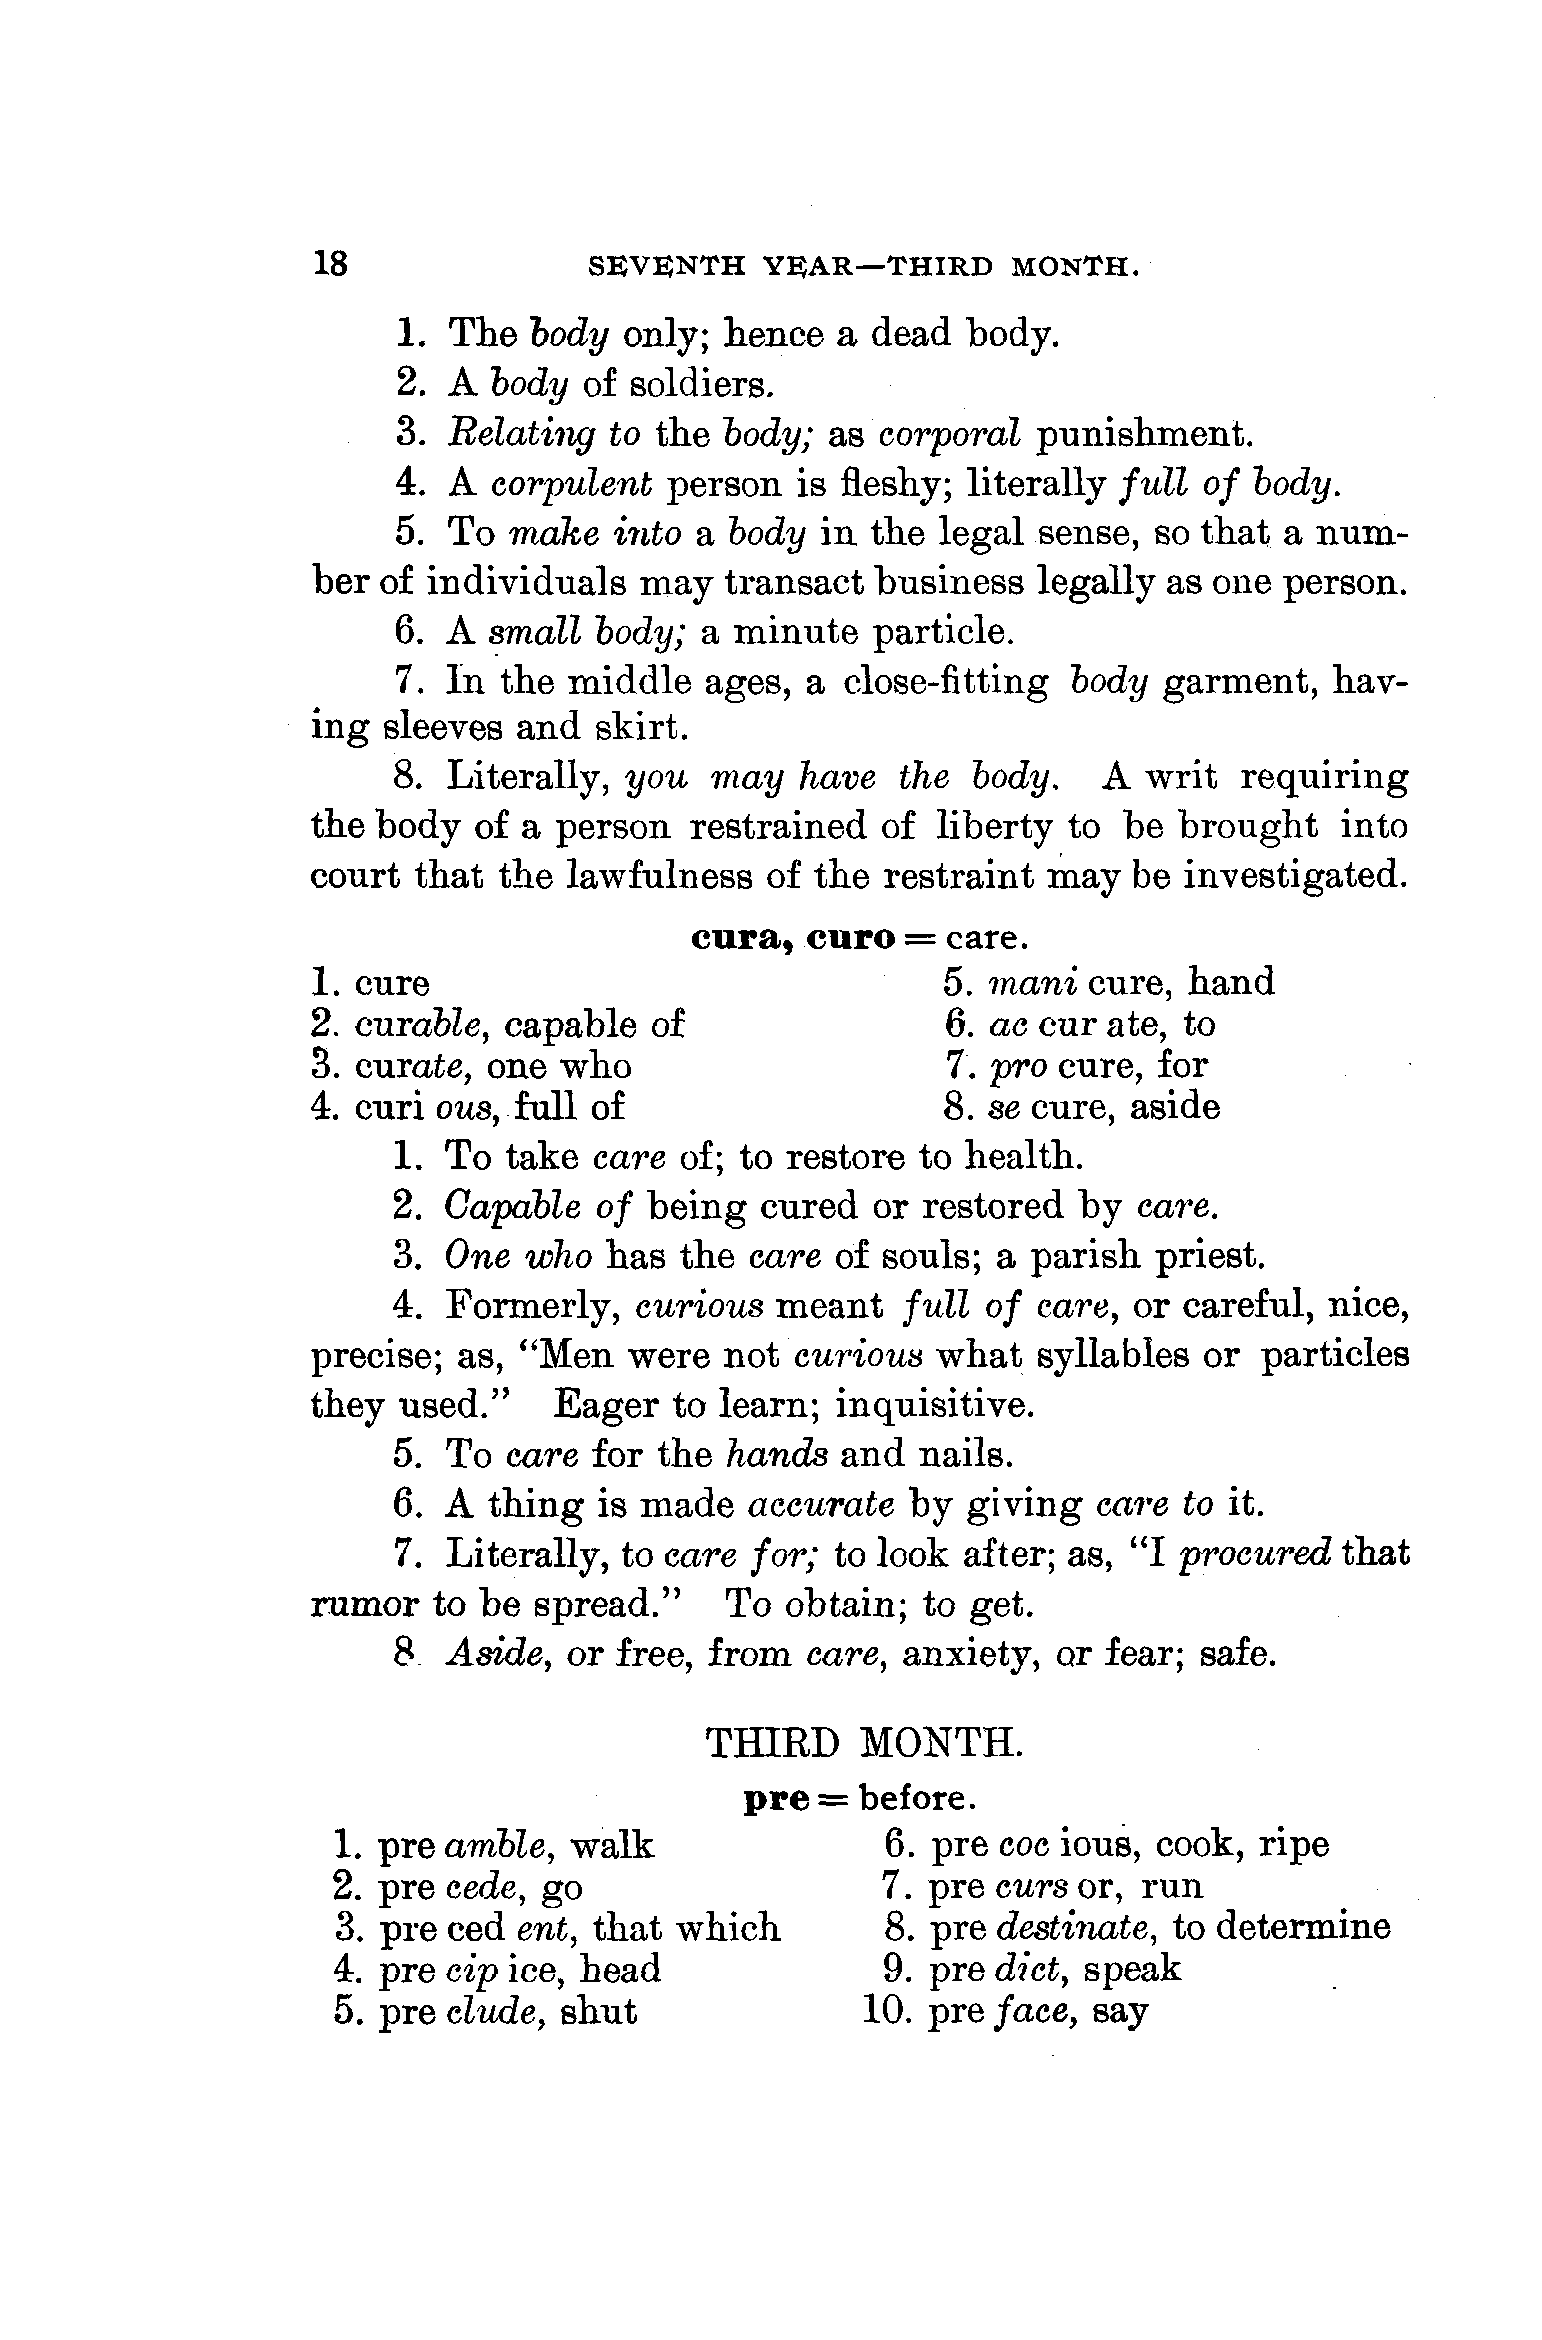 18 SEVENTH YEAR—THIRD MONTH.
1. The body only; hence a dead body.
2. A body of soldiers.
3. Relating to the body; as corporal punishment.
4. A corpulent person is fleshy; literally full of body.
5. To make into a body in the legal sense, so that a num-
ber of individuals may transact business legally as one person.
6. A small body; a minute particle.
7. In the middle ages, a close-fitting body garment, hav-
ing sleeves and skirt.
8. Literally, you may have the body. A writ requiring
the body of a person restrained of liberty to be brought into
court that the lawfulness of the restraint may be investigated.
cura, curo = care.
1. cure
2. curable, capable of
3. curate, one who
4. curi ous, full of
5. mani cure, hand
6. ac cur ate, to
7. pro cure, for
8. se cure, aside
1. To take care of; to restore to health.
2. Capable of being cured or restored by care.
3. One who has the care of souls; a parish priest.
4. Formerly, curious meant full of care, or careful, nice,
precise; as, “Men were not curious what syllables or particles
they used.” Eager to learn; inquisitive.
5. To care for the hands and nails.
6. A thing is made accurate by giving care to it.
7. Literally, to care for; to look after; as, “I procured that
rumor to be spread.” To obtain; to get.
8. Aside, or free, from care, anxiety, or fear; safe.
THIRD MONTH.
pre = before.
1. pre amble, walk
2. pre cede, go
3. pre ced ent, that which
4. pre cip ice, head
5. pre clude, shut
6. pre coc ious, cook, ripe
7. pre curs or, run
8. pre destinate, to determine
9. pre dict, speak
10. pre face, say